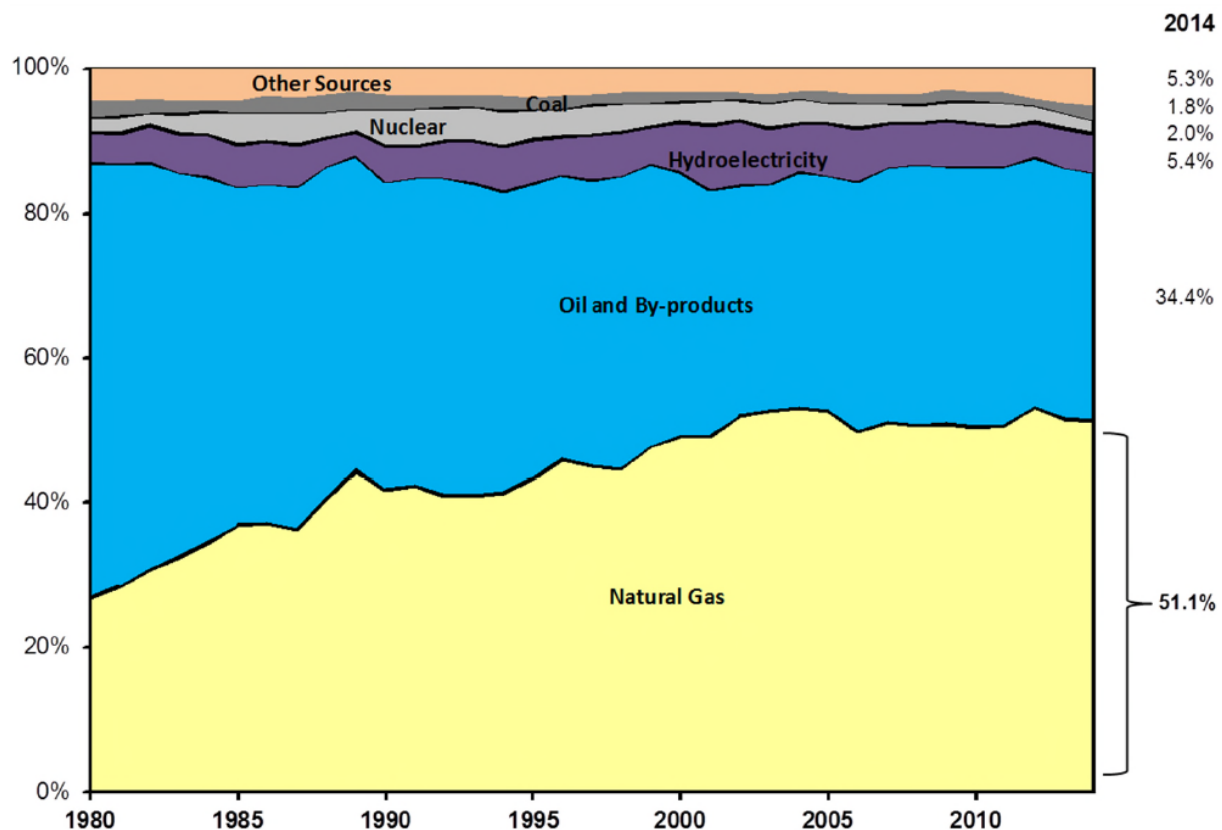 2014
100%
Other Sources
5.3%
Coal
1.8%
Nuclear
2.0%
Hydroelectricity
5.4%
80%
Oil and By-products
34.4%
60%
40%
Natural Gas
51.1%
20%
0%
1980 1985 1990 1995 2000 2005 2010